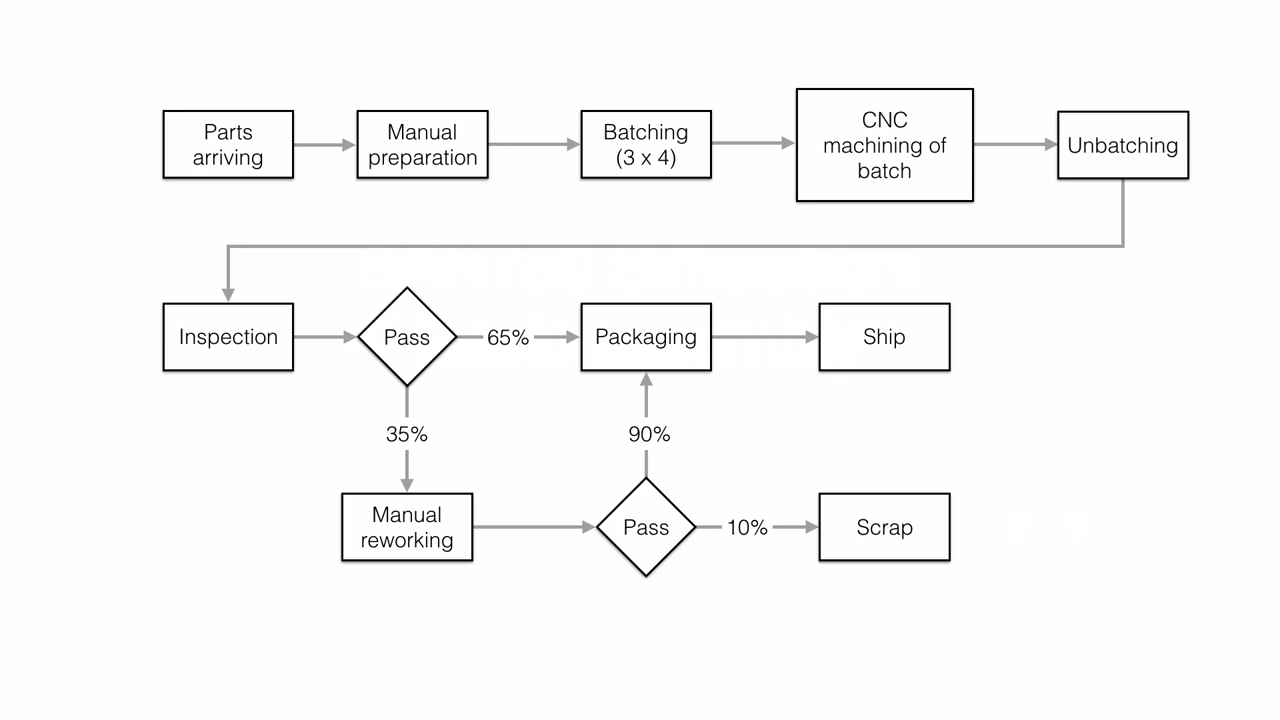 Parts
arriving
Manual
preparation
Batching
(3 x 4)
CNC
machining of
batch
Unbatching
Inspection
Pass
65%
Packaging
Ship
35%
90%
Manual
reworking
Pass
10%
Scrap